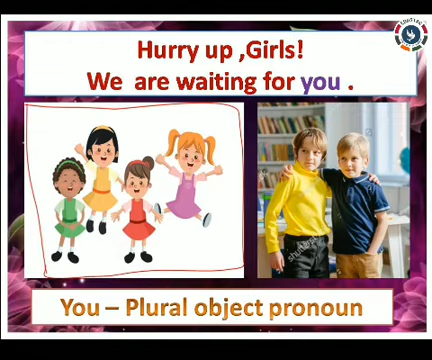 Hurry up ,Girls!
We are waiting for you .
You – Plural object pronoun